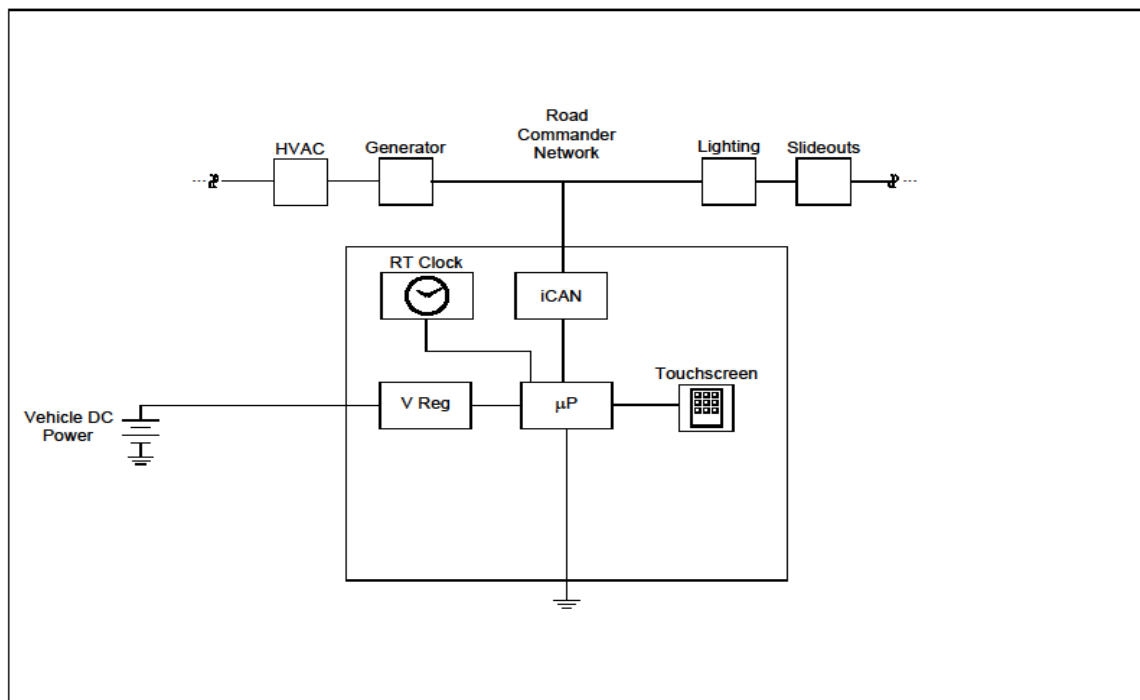 Road
Commander
Network
HVAC
Generator
Lighting
Slideouts
RT Clock
iCAN
Touchscreen
V Reg
μP
Vehicle DC
Power